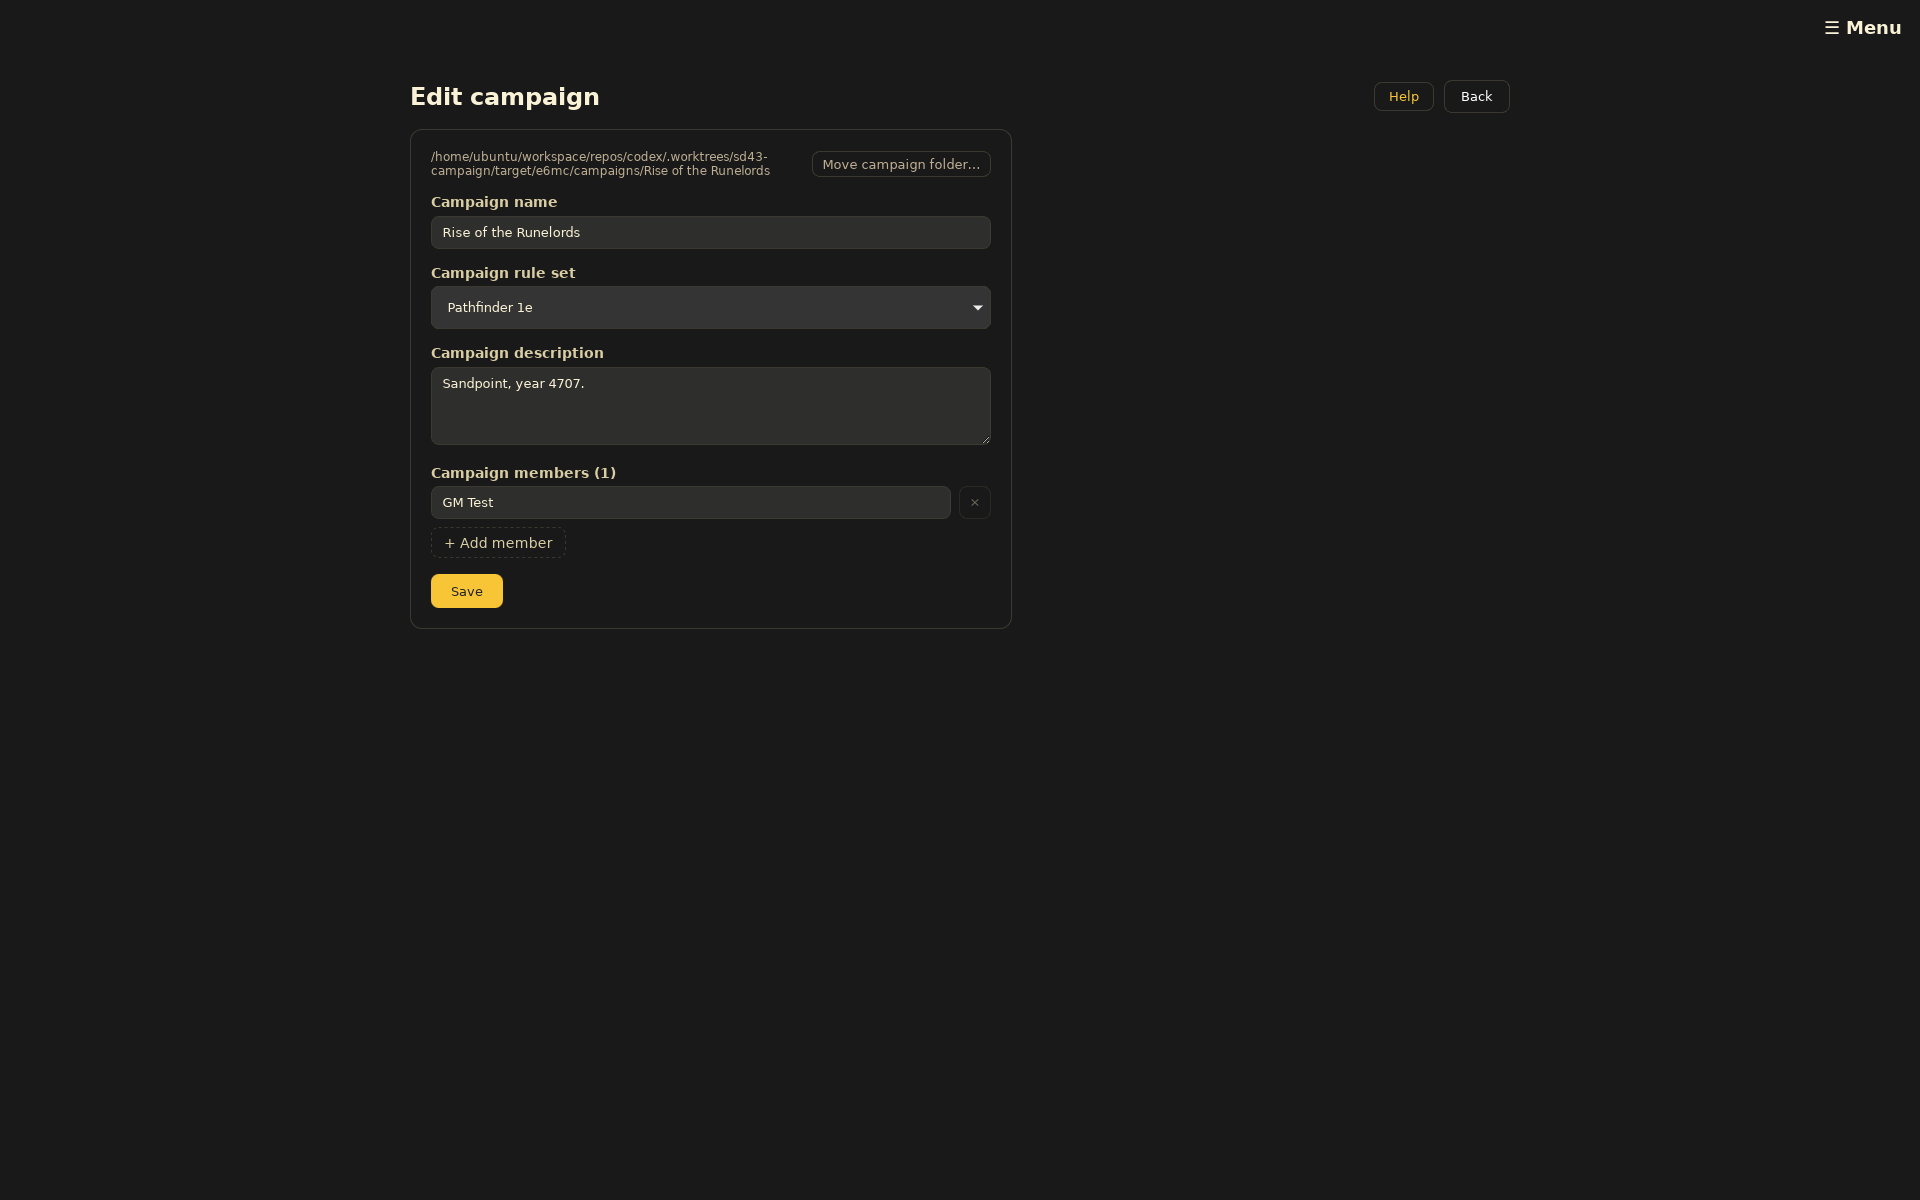 ☰ Menu
Edit campaign
Help
Back
/home/ubuntu/workspace/repos/codex/.worktrees/sd43-
campaign/target/e6mc/campaigns/Rise of the Runelords
Move campaign folder...
Campaign name
Rise of the Runelords
Campaign rule set
Pathfinder 1e
Campaign description
Sandpoint, year 4707.
Campaign members (1)
GM Test
×
+ Add member
Save